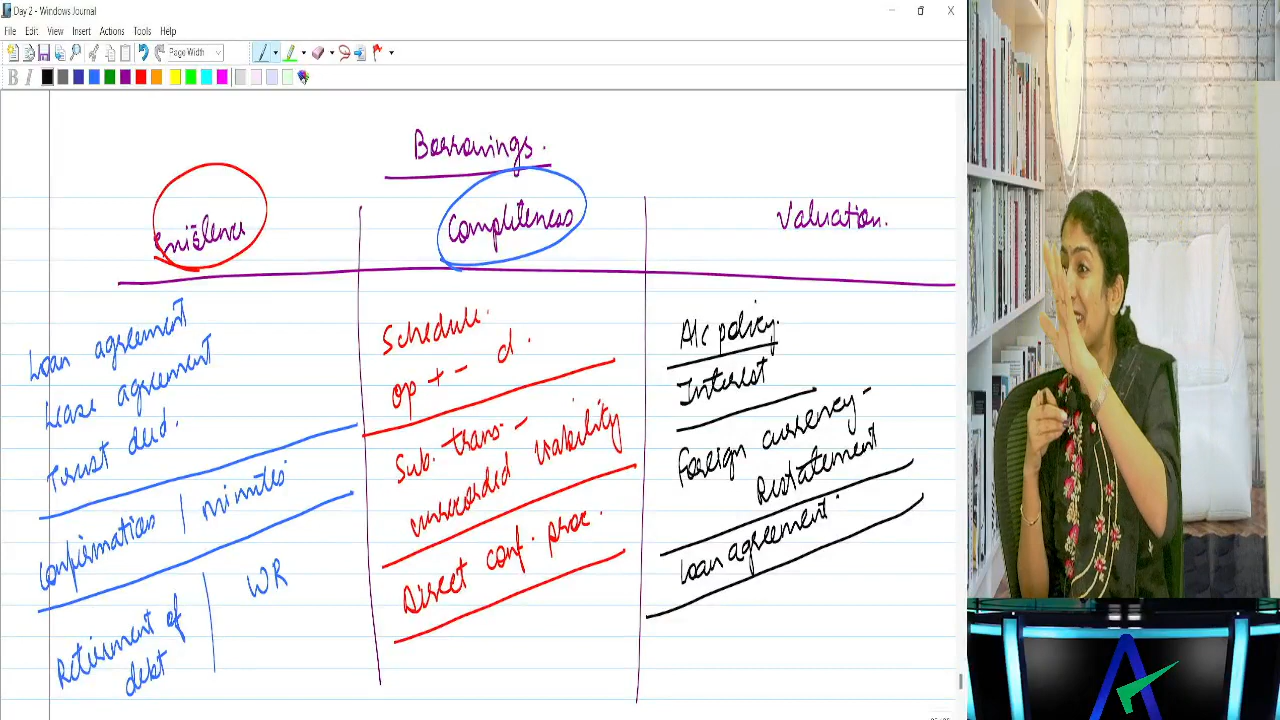 Day 2 - Windows Journal
File Edit View Insert Actions Tools Help
Page Width
B I
Borrowings.
Existence
Completeness
Valuation.
Loan agreement
Lease agreement
Trust deed.
Confirmation | minutes
Retirement of debt | WR
Schedule.
op + - cl.
Sub. trans -
unrecorded liability
Direct conf. proc.
A/c policy.
Interest
Foreign currency -
Restatement
Loan agreement